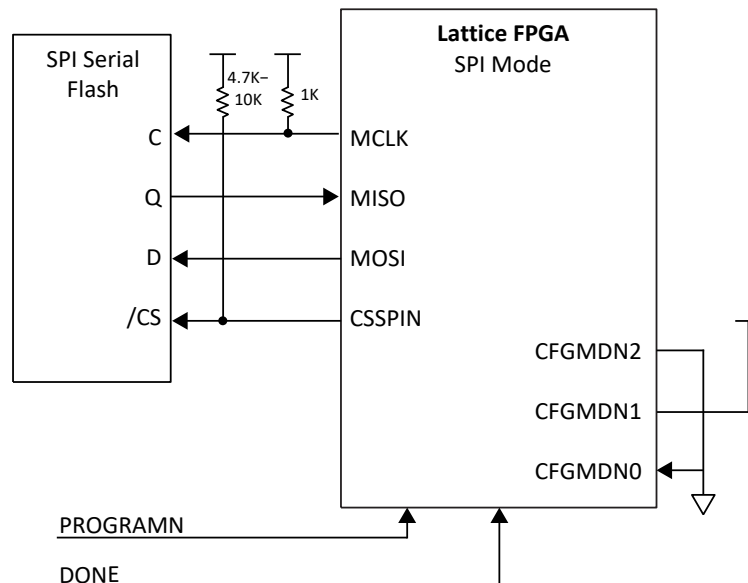 SPI Serial
Flash
4.7K–
10K
1K
Lattice FPGA
SPI Mode
C
MCLK
Q
MISO
D
MOSI
/CS
CSSPIN
CFGMDN2
CFGMDN1
CFGMDN0
PROGRAMN
DONE